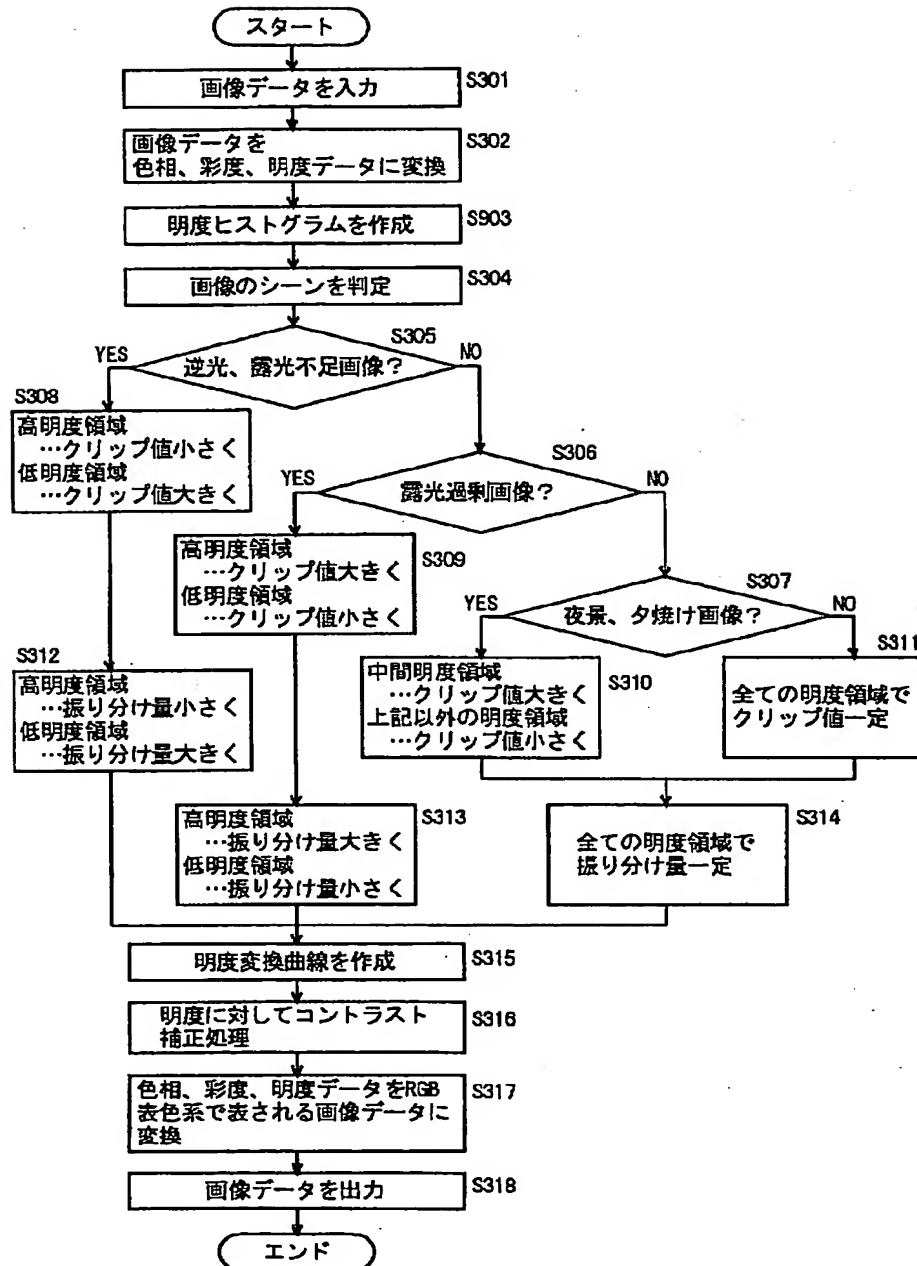 スタート
画像データを入力
S301
画像データを
色相、彩度、明度データに変換
S302
明度ヒストグラムを作成
S903
画像のシーンを判定
S304
S305
YES
逆光、露光不足画像?
NO
S308
高明度領域
…クリップ値小さく
低明度領域
…クリップ値大きく
S306
YES
露光過剰画像?
NO
高明度領域
…クリップ値大きく
低明度領域
…クリップ値小さく
S309
S307
YES
夜景、夕焼け画像?
NO
S312
高明度領域
…振り分け量小さく
低明度領域
…振り分け量大きく
中間明度領域
…クリップ値大きく
上記以外の明度領域
…クリップ値小さく
S310
S311
全ての明度領域で
クリップ値一定
高明度領域
…振り分け量大きく
低明度領域
…振り分け量小さく
S313
全ての明度領域で
振り分け量一定
S314
明度変換曲線を作成
S315
明度に対してコントラスト
補正処理
S316
色相、彩度、明度データをRGB
表色系で表される画像データに
変換
S317
画像データを出力
S318
エンド